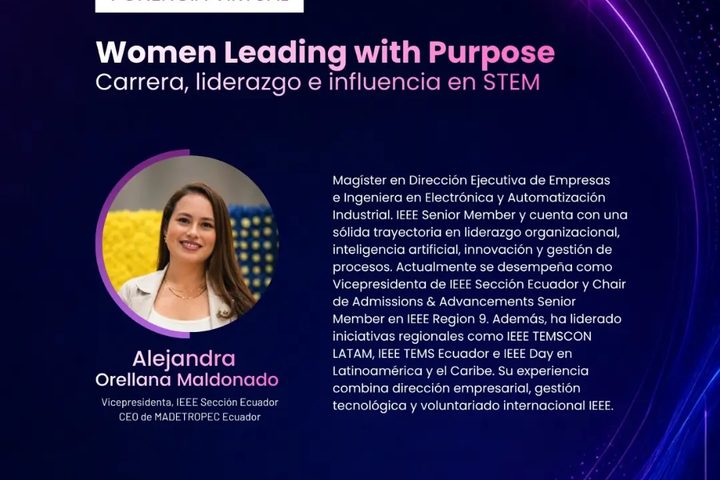 Women Leading with Purpose
Carrera, liderazgo e influencia en STEM
Magíster en Dirección Ejecutiva de Empresas
e Ingeniera en Electrónica y Automatización
Industrial. IEEE Senior Member y cuenta con una
sólida trayectoria en liderazgo organizacional,
inteligencia artificial, innovación y gestión de
procesos. Actualmente se desempeña como
Vicepresidenta de IEEE Sección Ecuador y Chair
de Admissions & Advancements Senior
Member en IEEE Region 9. Además, ha liderado
iniciativas regionales como IEEE TEMSCON
LATAM, IEEE TEMS Ecuador e IEEE Day en
Latinoamérica y el Caribe. Su experiencia
combina dirección empresarial, gestión
tecnológica y voluntariado internacional IEEE.
Alejandra
Orellana Maldonado
Vicepresidenta, IEEE Sección Ecuador
CEO de MADETROPEC Ecuador